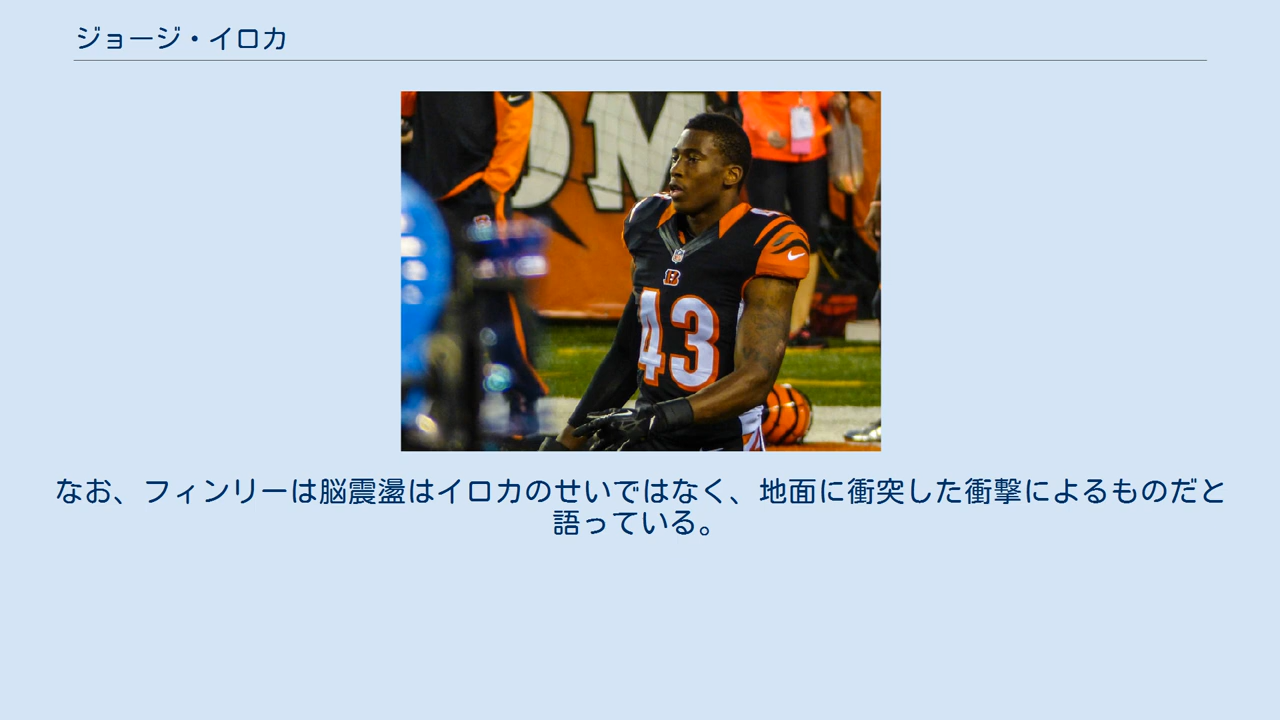 ジョージ・イロカ
OM
43
なお、フィンリーは脳震盪はイロカのせいではなく、地面に衝突した衝撃によるものだと
語っている。